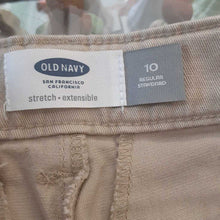 OLD NAVY
SAN FRANCISCO
CALIFORNIA
stretch • extensible
10
REGULAR
STANDARD